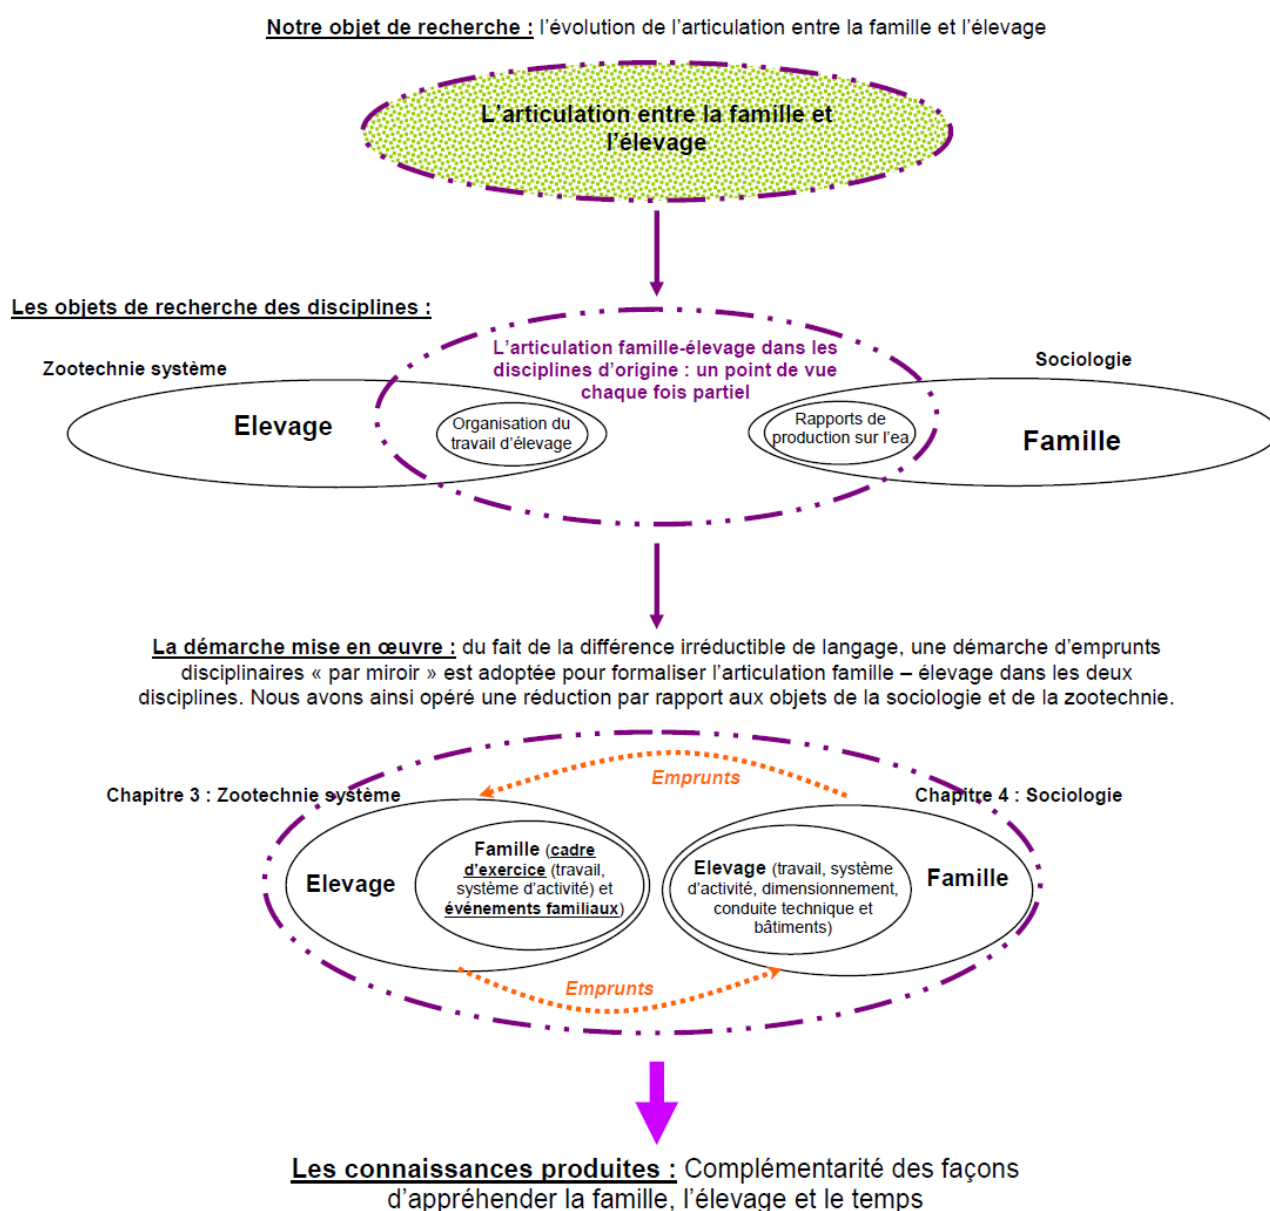 Notre objet de recherche : l’évolution de l’articulation entre la famille et l’élevage
L’articulation entre la famille et
l’élevage
Les objets de recherche des disciplines :
L’articulation famille-élevage dans les
disciplines d’origine : un point de vue
chaque fois partiel
Zootechnie système
Sociologie
Elevage
Organisation du
travail d’élevage
Rapports de
production sur l’ea
Famille
La démarche mise en œuvre : du fait de la différence irréductible de langage, une démarche d’emprunts
disciplinaires « par miroir » est adoptée pour formaliser l’articulation famille – élevage dans les deux
disciplines. Nous avons ainsi opéré une réduction par rapport aux objets de la sociologie et de la zootechnie.
Emprunts
Chapitre 3 : Zootechnie système
Chapitre 4 : Sociologie
Elevage
Famille (cadre
d’exercice (travail,
système d’activité) et
événements familiaux)
Elevage (travail, système
d’activité, dimensionnement,
conduite technique et
bâtiments)
Famille
Emprunts
Les connaissances produites : Complémentarité des façons
d’appréhender la famille, l’élevage et le temps